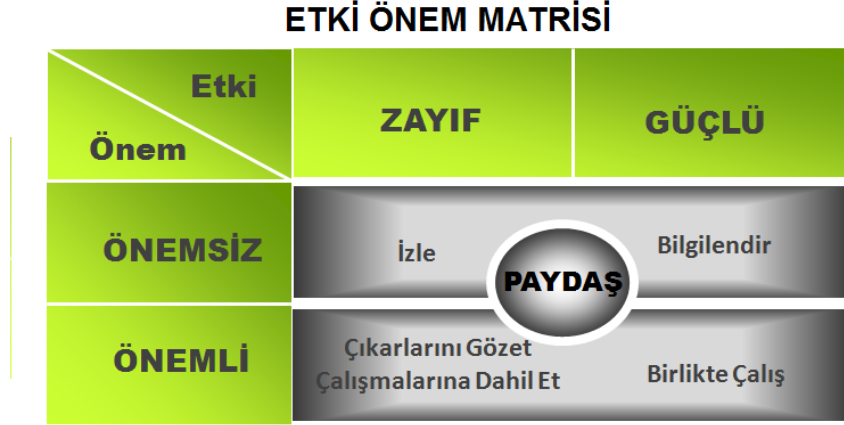 ETKİ ÖNEM MATRİSİ
Etki
Önem
ZAYIF
GÜÇLÜ
ÖNEMSİZ
İzle
Bilgilendir
PAYDAŞ
ÖNEMLİ
Çıkarlarını Gözet
Çalışmalarına Dahil Et
Birlikte Çalış